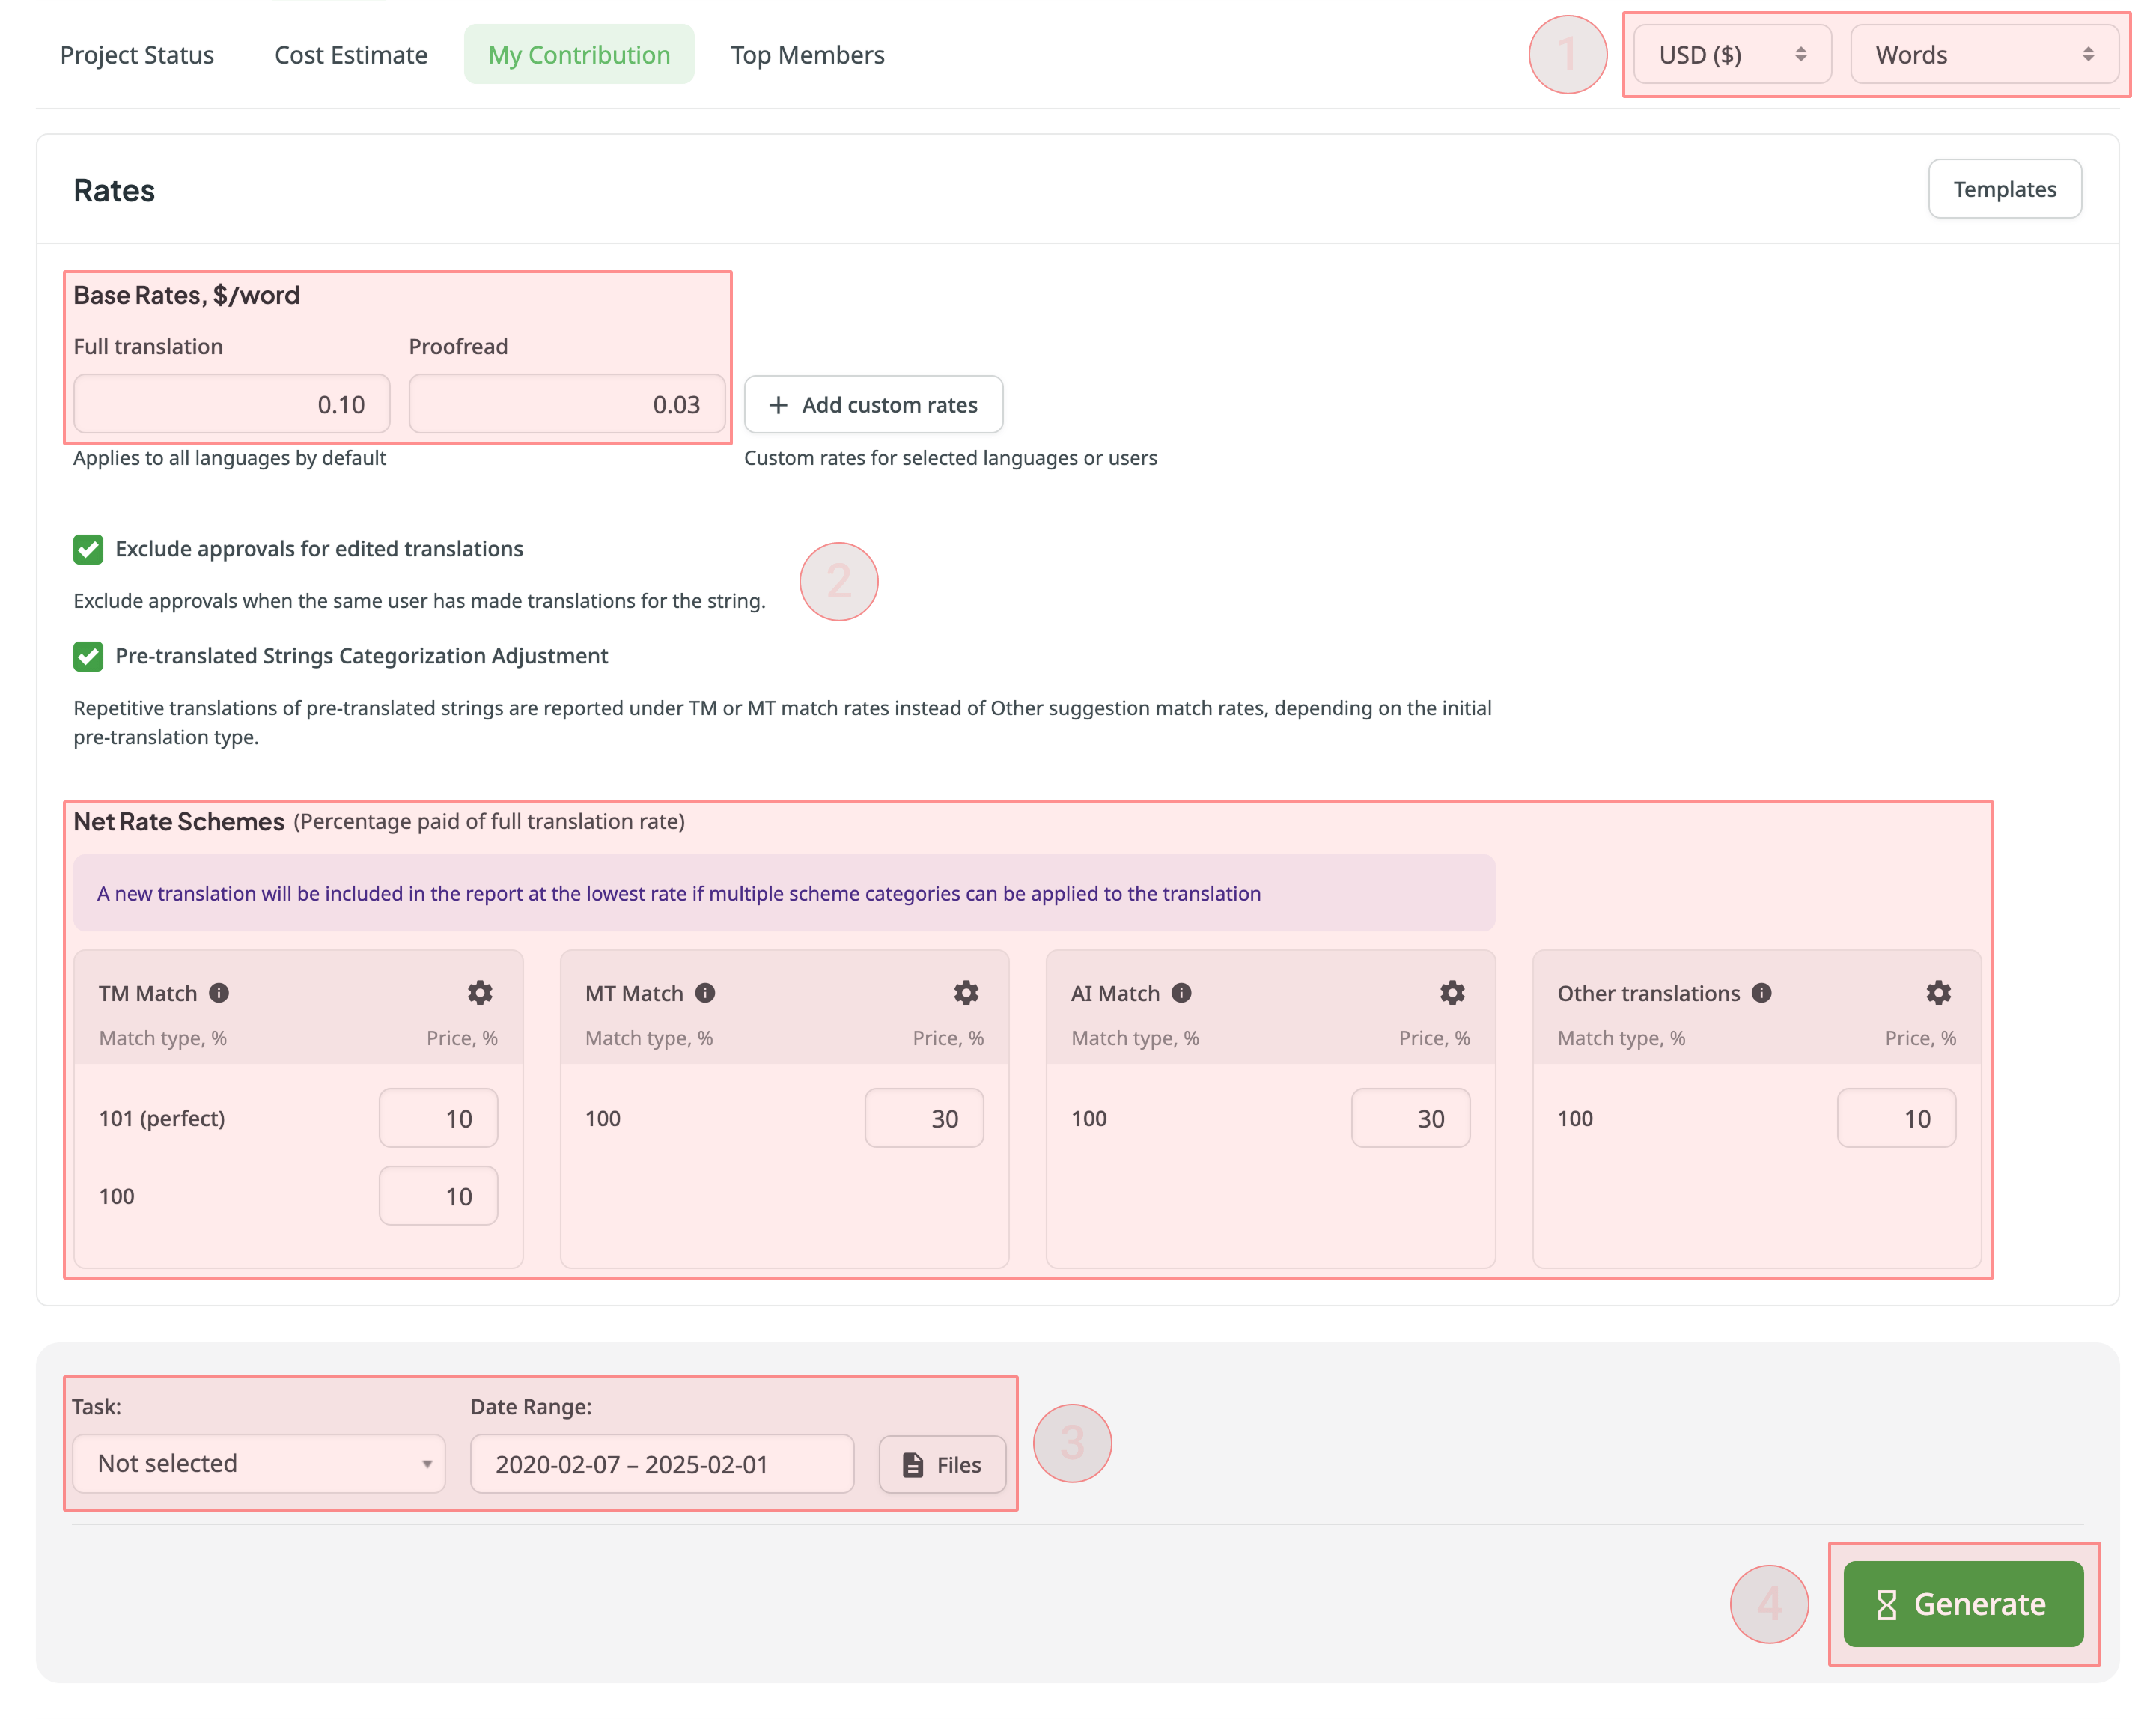 Project Status Cost Estimate My Contribution Top Members 1 USD ($) Words
Rates Templates
Base Rates, $/word
Full translation Proofread
0.10 0.03 + Add custom rates
Applies to all languages by default Custom rates for selected languages or users
Exclude approvals for edited translations
2
Exclude approvals when the same user has made translations for the string.
Pre-translated Strings Categorization Adjustment
Repetitive translations of pre-translated strings are reported under TM or MT match rates instead of Other suggestion match rates, depending on the initial
pre-translation type.
Net Rate Schemes (Percentage paid of full translation rate)
A new translation will be included in the report at the lowest rate if multiple scheme categories can be applied to the translation
TM Match MT Match AI Match Other translations
Match type, % Price, % Match type, % Price, % Match type, % Price, % Match type, % Price, %
101 (perfect) 10 100 30 100 30 100 10
100 10
Task: Date Range:
3
Not selected 2020-02-07 – 2025-02-01 Files
4 Generate